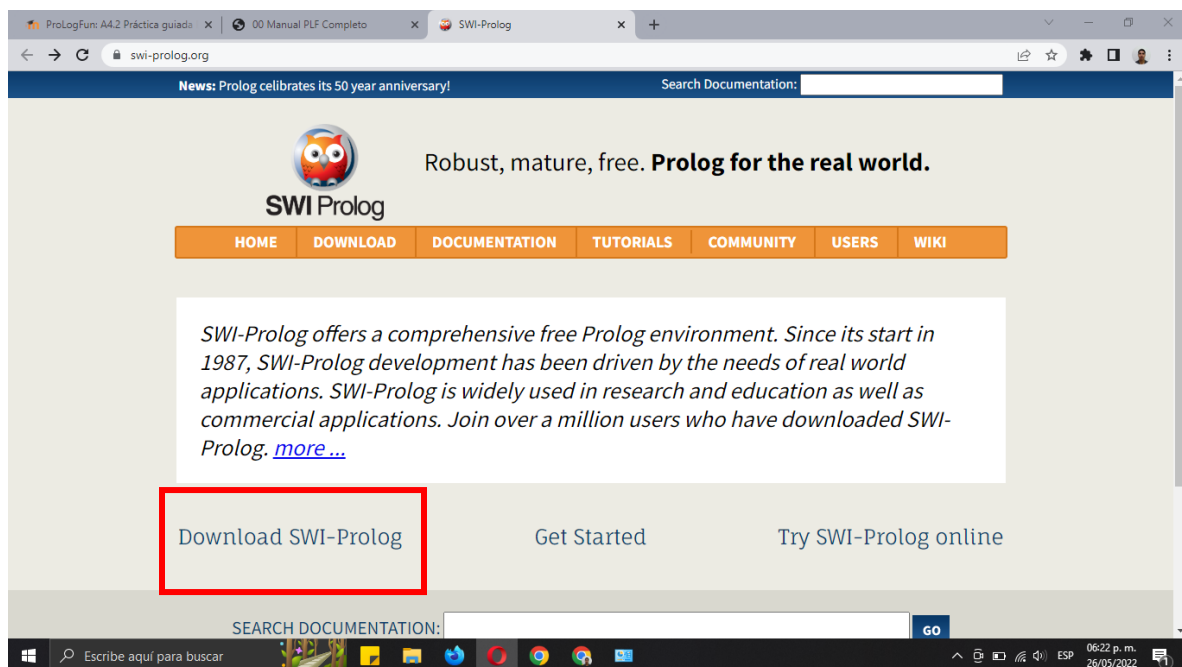 ProLogFun: A4.2 Práctica guiada
00 Manual PLF Completo
SWI-Prolog
swi-prolog.org
News: Prolog celibrates its 50 year anniversary!
Search Documentation:
SWI Prolog
Robust, mature, free. Prolog for the real world.
HOME DOWNLOAD DOCUMENTATION TUTORIALS COMMUNITY USERS WIKI
SWI-Prolog offers a comprehensive free Prolog environment. Since its start in
1987, SWI-Prolog development has been driven by the needs of real world
applications. SWI-Prolog is widely used in research and education as well as
commercial applications. Join over a million users who have downloaded SWI-
Prolog. more ...
Download SWI-Prolog
Get Started
Try SWI-Prolog online
SEARCH DOCUMENTATION:
GO
Escribe aquí para buscar
ESP
06:22 p. m.
26/05/2022